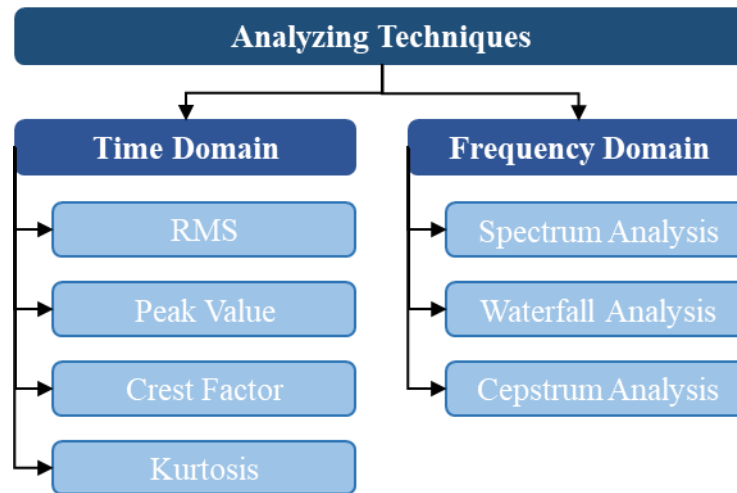 Analyzing Techniques
Time Domain
RMS
Peak Value
Crest Factor
Kurtosis
Frequency Domain
Spectrum Analysis
Waterfall Analysis
Cepstrum Analysis